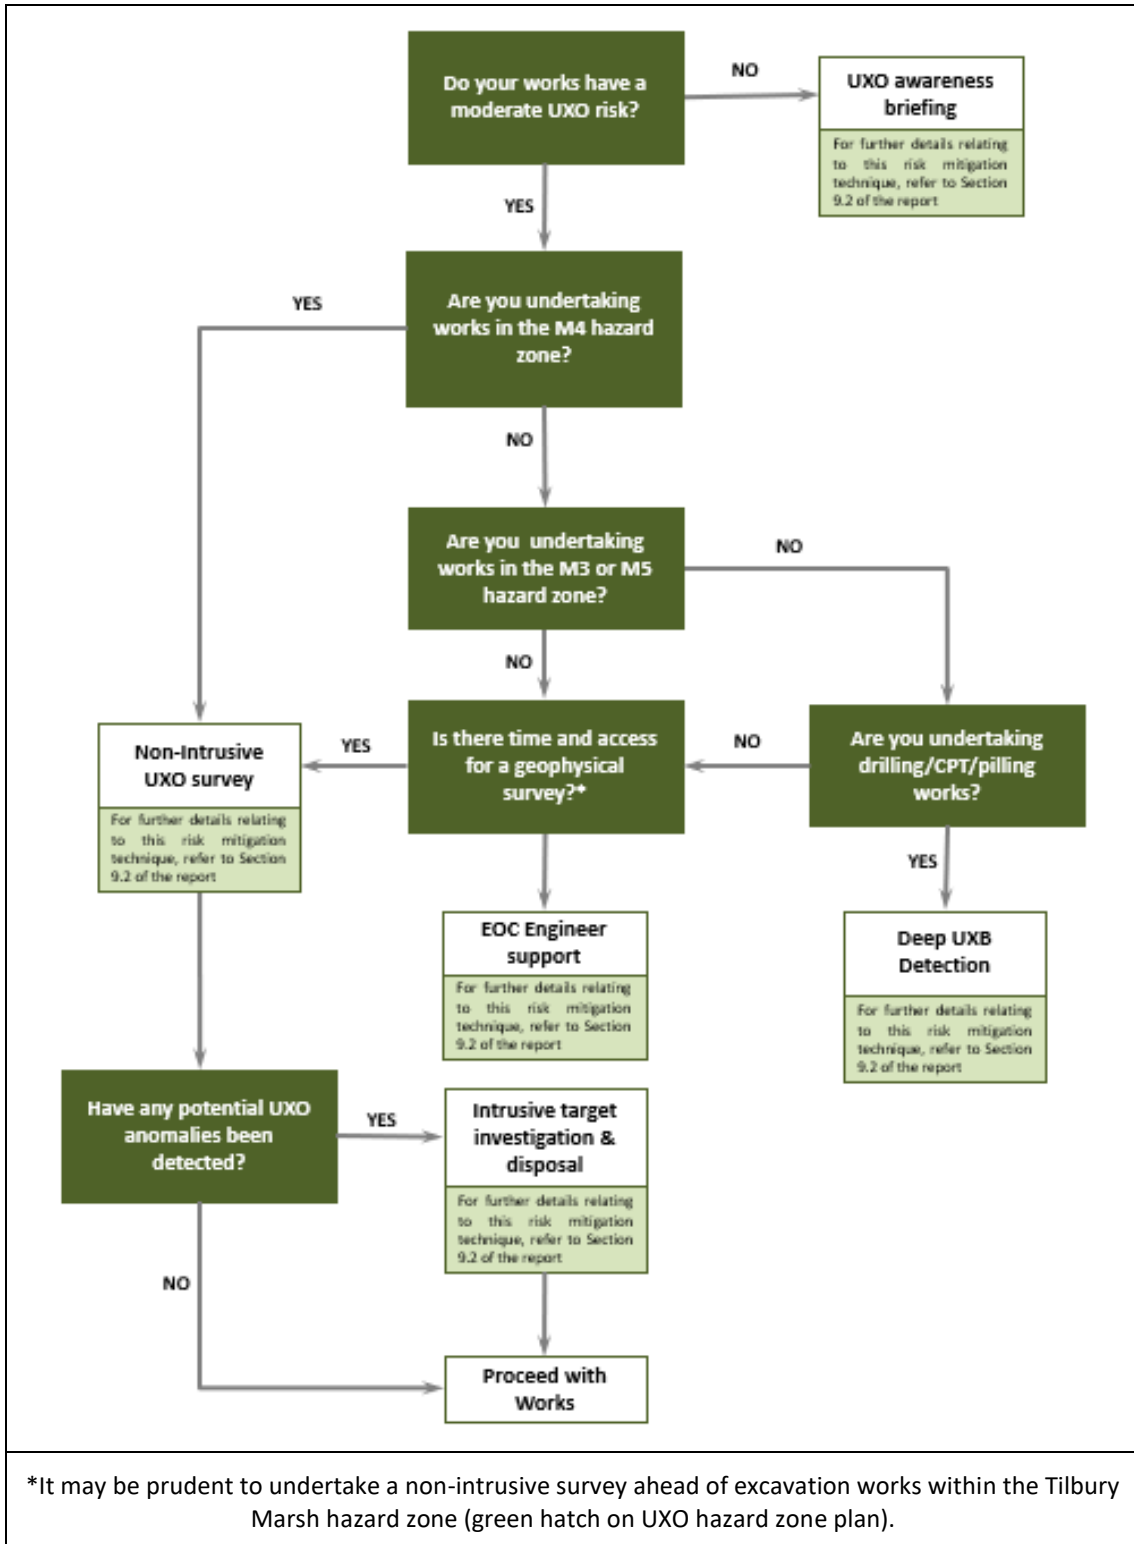 Do your works have a
moderate UXO risk?
NO
UXO awareness
briefing
For further details relating
to this risk mitigation
technique, refer to Section
9.2 of the report
YES
Are you undertaking
works in the M4 hazard
zone?
YES
NO
Are you undertaking
works in the M3 or M5
hazard zone?
NO
NO
Is there time and access
for a geophysical
survey?*
YES
NO
Are you undertaking
drilling/CPT/pilling
works?
Non-Intrusive
UXO survey
For further details relating
to this risk mitigation
technique, refer to Section
9.2 of the report
YES
EOC Engineer
support
For further details relating
to this risk mitigation
technique, refer to Section
9.2 of the report
Deep UXB
Detection
For further details relating
to this risk mitigation
technique, refer to Section
9.2 of the report
Have any potential UXO
anomalies been
detected?
YES
Intrusive target
investigation &
disposal
For further details relating
to this risk mitigation
technique, refer to Section
9.2 of the report
NO
Proceed with
Works
*It may be prudent to undertake a non-intrusive survey ahead of excavation works within the Tilbury
Marsh hazard zone (green hatch on UXO hazard zone plan).